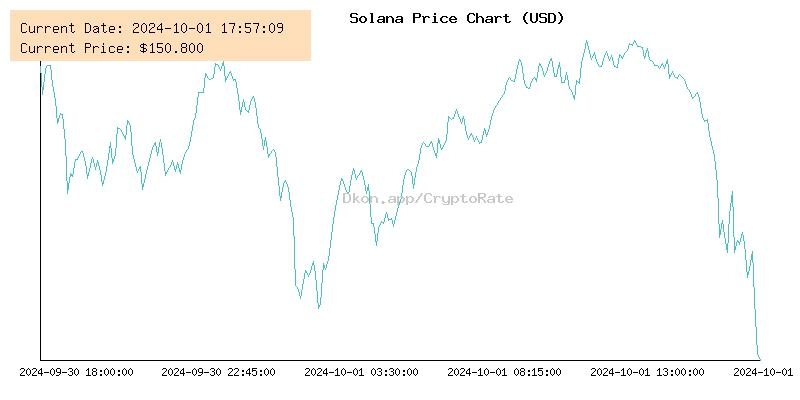 Solana Price Chart (USD)
Current Date: 2024-10-01 17:57:09
Current Price: $150.800
Dkon.app/CryptoRate
2024-09-30 18:00:00 2024-09-30 22:45:00 2024-10-01 03:30:00 2024-10-01 08:15:00 2024-10-01 13:00:00 2024-10-01